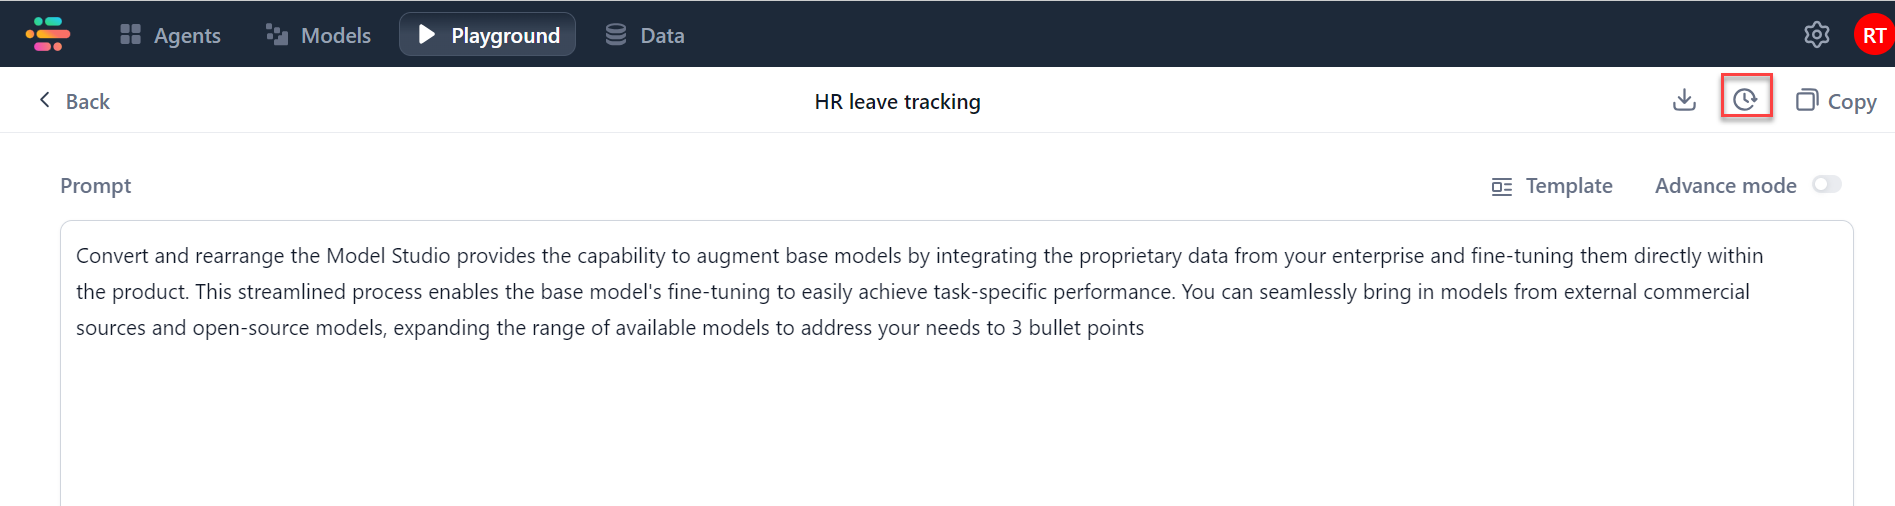 Agents Models Playground Data RT
Back HR leave tracking Copy
Prompt Template Advance mode
Convert and rearrange the Model Studio provides the capability to augment base models by integrating the proprietary data from your enterprise and fine-tuning them directly within
the product. This streamlined process enables the base model's fine-tuning to easily achieve task-specific performance. You can seamlessly bring in models from external commercial
sources and open-source models, expanding the range of available models to address your needs to 3 bullet points